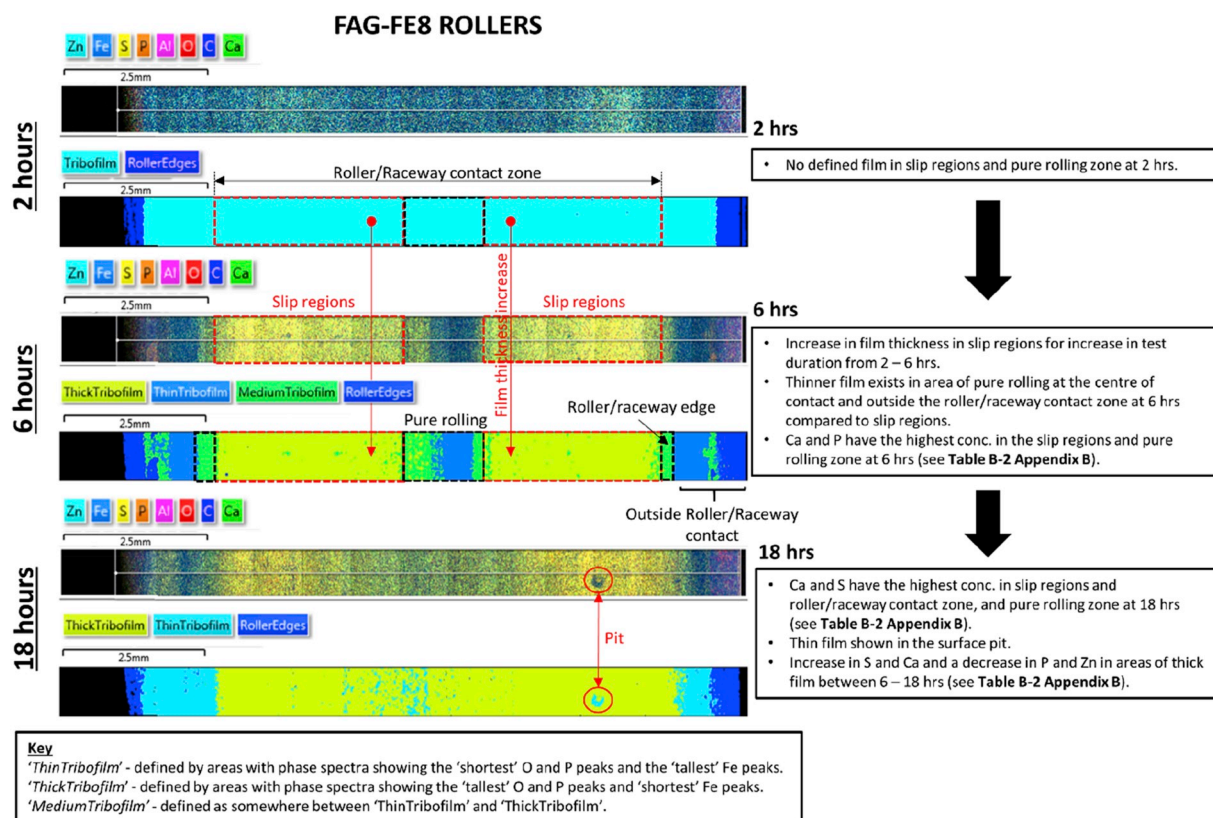 FAG-FE8 ROLLERS
2 hours
Zn Fe S P Al O C Ca
2.5mm
Tribofilm RollerEdges
2.5mm
Roller/Raceway contact zone
2 hrs
• No defined film in slip regions and pure rolling zone at 2 hrs.
6 hours
Zn Fe S P Al O C Ca
2.5mm
Slip regions
Film thickness increase
Slip regions
ThickTribofilm ThinTribofilm MediumTribofilm RollerEdges
2.5mm
Pure rolling
Roller/raceway edge
Outside Roller/Raceway
contact
6 hrs
• Increase in film thickness in slip regions for increase in test
duration from 2 – 6 hrs.
• Thinner film exists in area of pure rolling at the centre of
contact and outside the roller/raceway contact zone at 6 hrs
compared to slip regions.
• Ca and P have the highest conc. in the slip regions and pure
rolling zone at 6 hrs (see Table B-2 Appendix B).
18 hours
Zn Fe S P Al O C Ca
2.5mm
ThickTribofilm ThinTribofilm RollerEdges
2.5mm
Pit
18 hrs
• Ca and S have the highest conc. in slip regions and
roller/raceway contact zone, and pure rolling zone at 18 hrs
(see Table B-2 Appendix B).
• Thin film shown in the surface pit.
• Increase in S and Ca and a decrease in P and Zn in areas of thick
film between 6 – 18 hrs (see Table B-2 Appendix B).
Key
'ThinTribofilm' - defined by areas with phase spectra showing the 'shortest' O and P peaks and the 'tallest' Fe peaks.
'ThickTribofilm' - defined by areas with phase spectra showing the 'tallest' O and P peaks and 'shortest' Fe peaks.
'MediumTribofilm' - defined as somewhere between 'ThinTribofilm' and 'ThickTribofilm'.